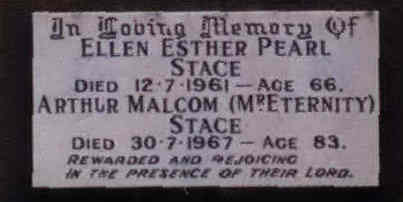 In Loving Memory Of
ELLEN ESTHER PEARL
STACE
DIED 12·7·1961 — AGE 66.
ARTHUR MALCOM (MR ETERNITY)
STACE
DIED 30·7·1967 — AGE 83.
REWARDED AND REJOICING
IN THE PRESENCE OF THEIR LORD.